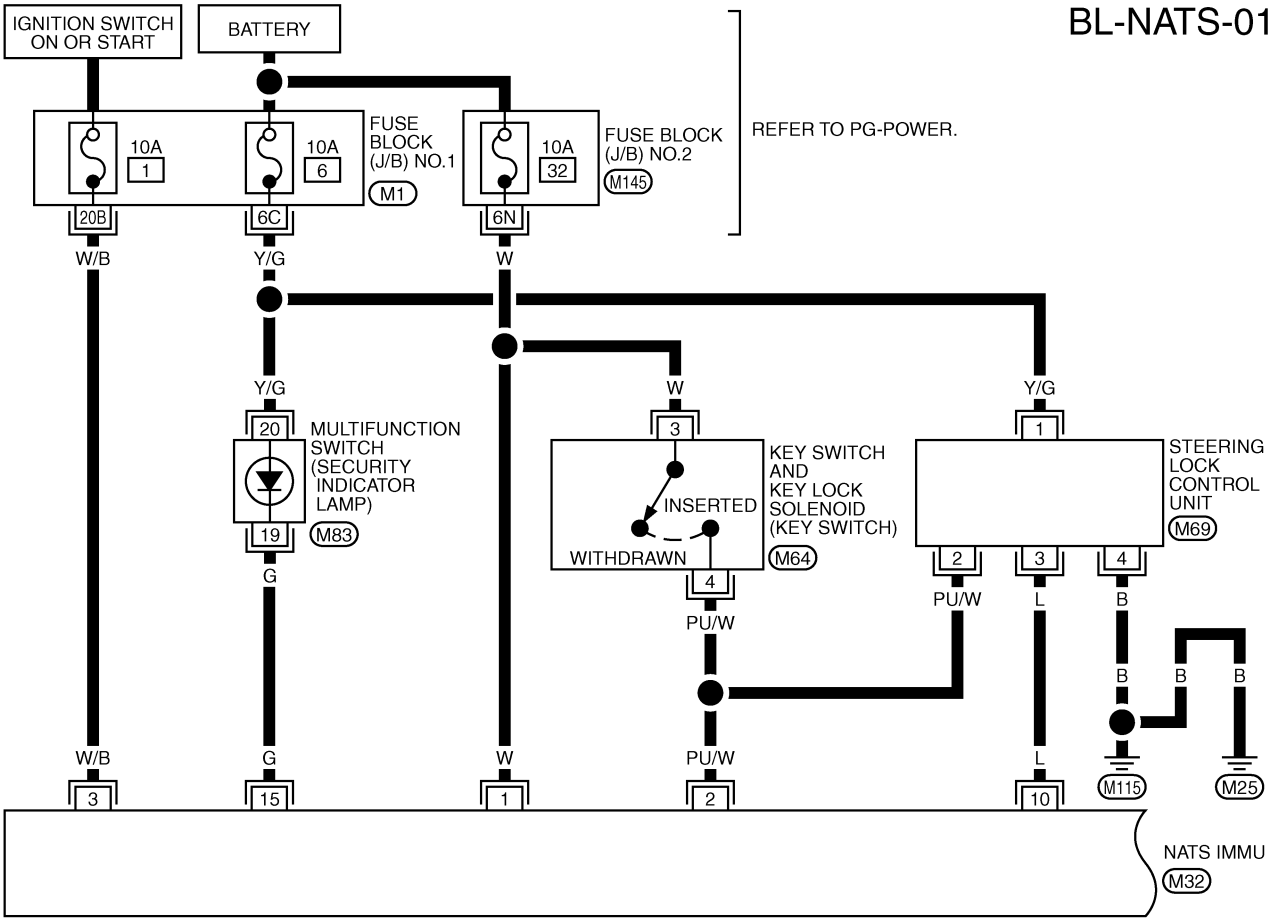 BL-NATS-01
IGNITION SWITCH
ON OR START
BATTERY
10A
1
10A
6
FUSE
BLOCK
(J/B) NO.1
M1
10A
32
FUSE BLOCK
(J/B) NO.2
M145
REFER TO PG-POWER.
20B
6C
6N
W/B
Y/G
W
Y/G
W
Y/G
20
3
1
MULTIFUNCTION
SWITCH
(SECURITY
INDICATOR
LAMP)
M83
19
G
INSERTED
WITHDRAWN
KEY SWITCH
AND
KEY LOCK
SOLENOID
(KEY SWITCH)
M64
4
PU/W
STEERING
LOCK
CONTROL
UNIT
M69
2
3
4
PU/W
L
B
B
B
B
W/B
G
W
PU/W
L
M115
M25
3
15
1
2
10
NATS IMMU
M32